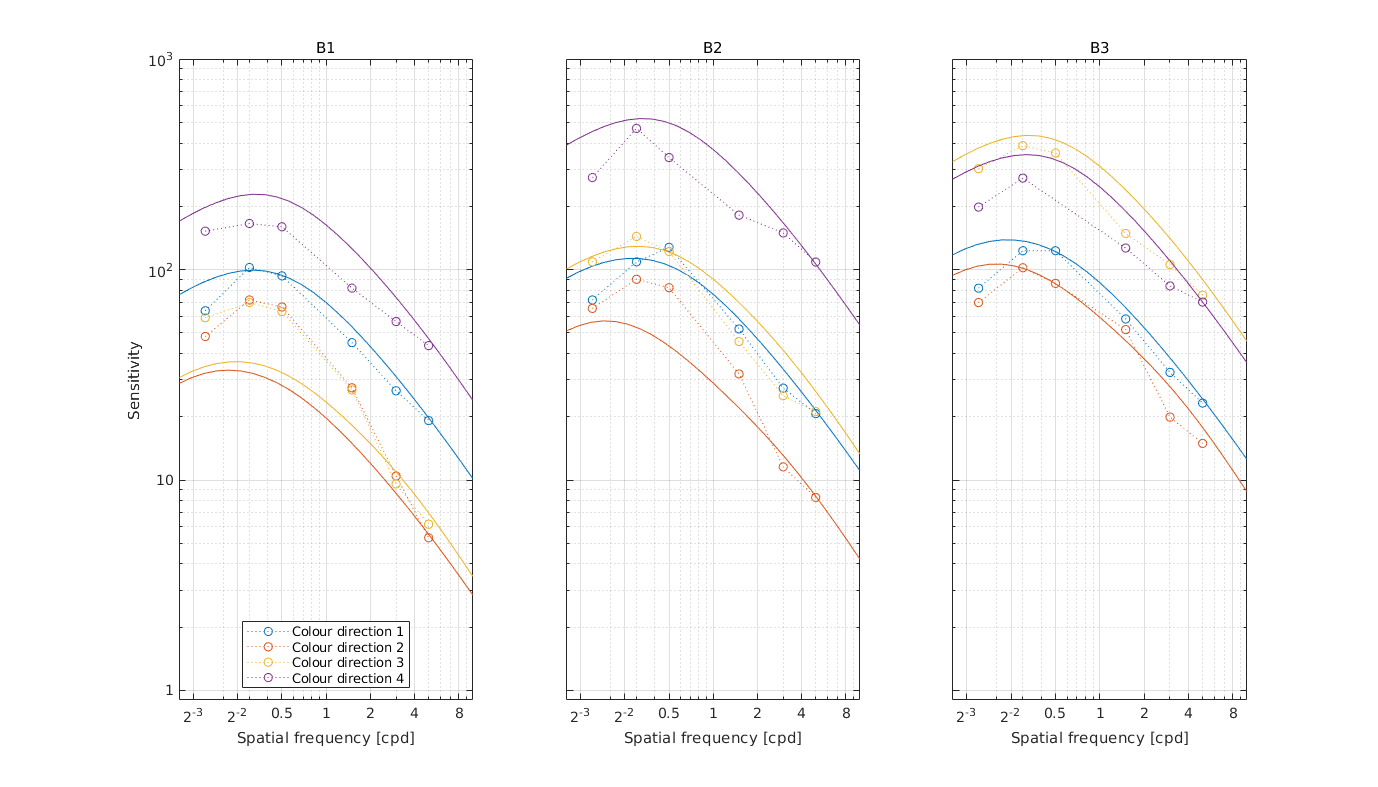 B1
B2
B3
10³
10²
10
1
Sensitivity
2⁻³ 2⁻² 0.5 1 2 4 8
2⁻³ 2⁻² 0.5 1 2 4 8
2⁻³ 2⁻² 0.5 1 2 4 8
Spatial frequency [cpd]
Spatial frequency [cpd]
Spatial frequency [cpd]
Colour direction 1
Colour direction 2
Colour direction 3
Colour direction 4